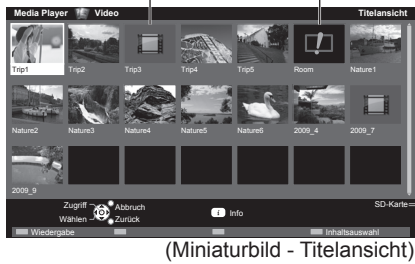 Media Player Video Titelansicht
Trip1 Trip2 Trip3 Trip4 Trip5 Room Nature1
Nature2 Nature3 Nature4 Nature5 Nature6 2009_4 2009_7
2009_9
Zugriff Abbruch
Wählen Zurück
i Info
SD-Karte
Wiedergabe Inhaltsauswahl
(Miniaturbild - Titelansicht)